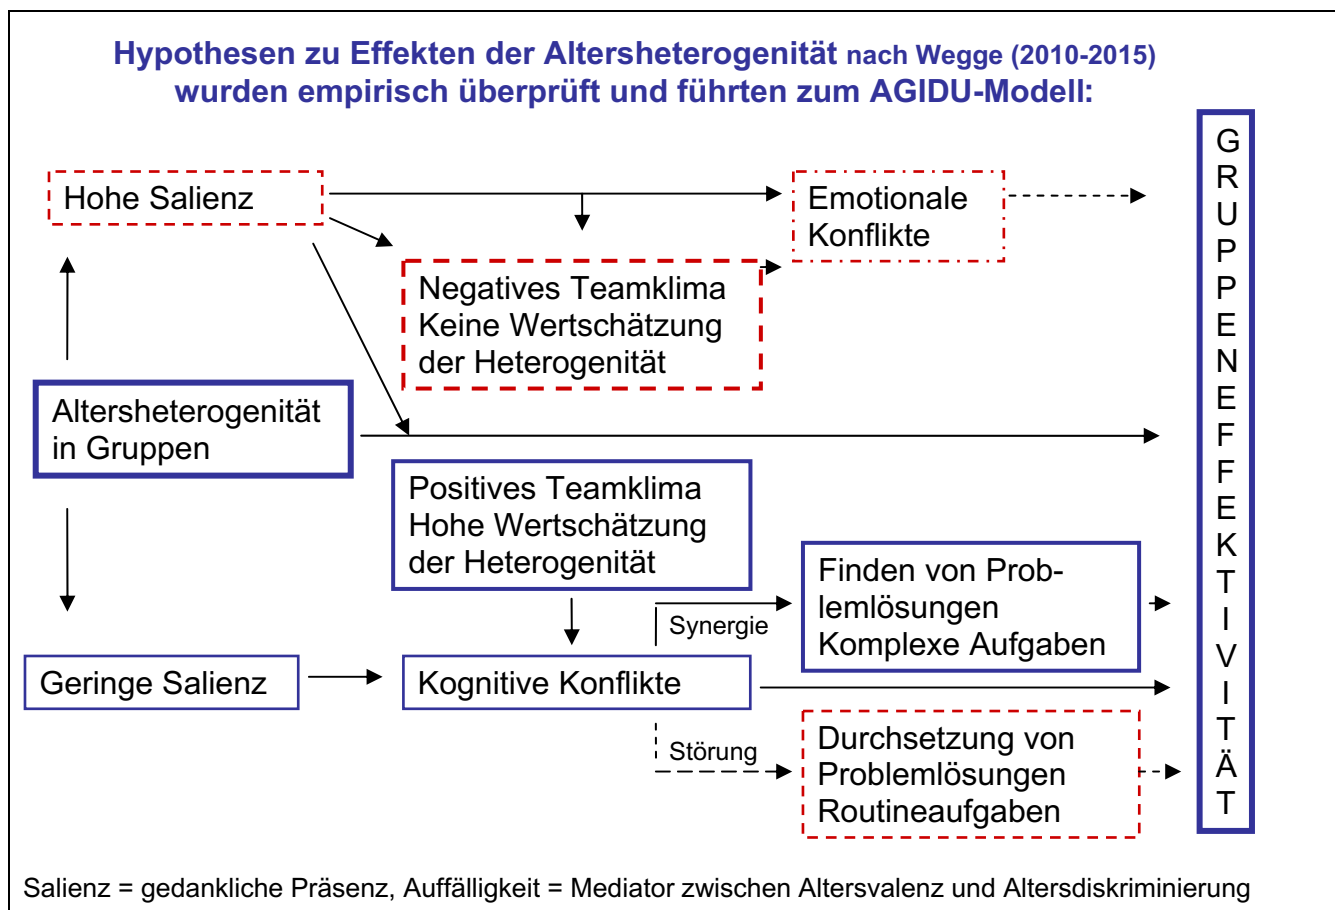 Hypothesen zu Effekten der Altersheterogenität nach Wegge (2010-2015)
wurden empirisch überprüft und führten zum AGIDU-Modell:
Hohe Salienz
Emotionale
Konflikte
Negatives Teamklima
Keine Wertschätzung
der Heterogenität
Altersheterogenität
in Gruppen
Positives Teamklima
Hohe Wertschätzung
der Heterogenität
Synergie
Finden von Prob-
lemlösungen
Komplexe Aufgaben
Geringe Salienz
Kognitive Konflikte
Störung
Durchsetzung von
Problemlösungen
Routineaufgaben
G
R
U
P
P
E
N
E
F
F
E
K
T
I
V
I
T
Ä
T
Salienz = gedankliche Präsenz, Auffälligkeit = Mediator zwischen Altersvalenz und Altersdiskriminierung